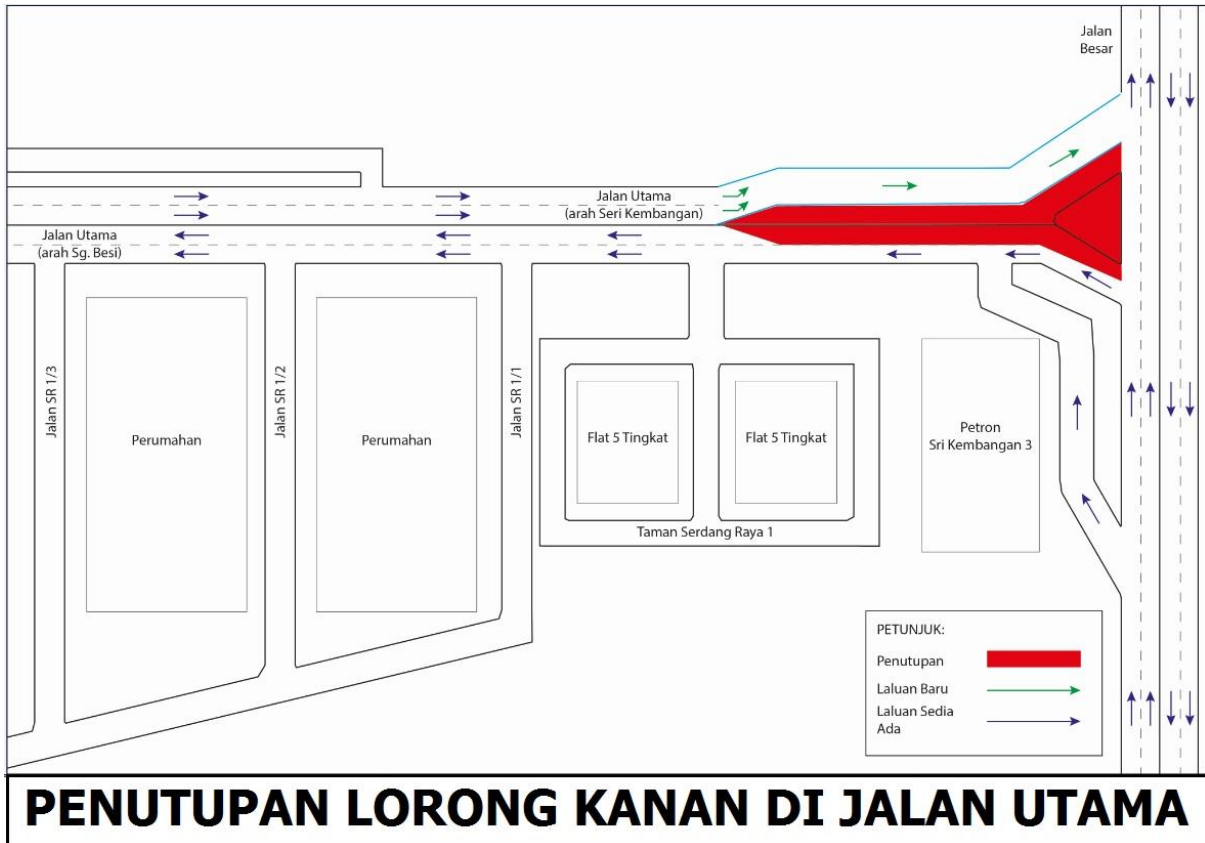 Jalan
Besar
Jalan Utama
(arah Seri Kembangan)
Jalan Utama
(arah Sg. Besi)
Jalan SR 1/3
Perumahan
Jalan SR 1/2
Perumahan
Jalan SR 1/1
Flat 5 Tingkat
Flat 5 Tingkat
Taman Serdang Raya 1
Petron
Sri Kembangan 3
PETUNJUK:
Penutupan
Laluan Baru
Laluan Sedia
Ada
PENUTUPAN LORONG KANAN DI JALAN UTAMA